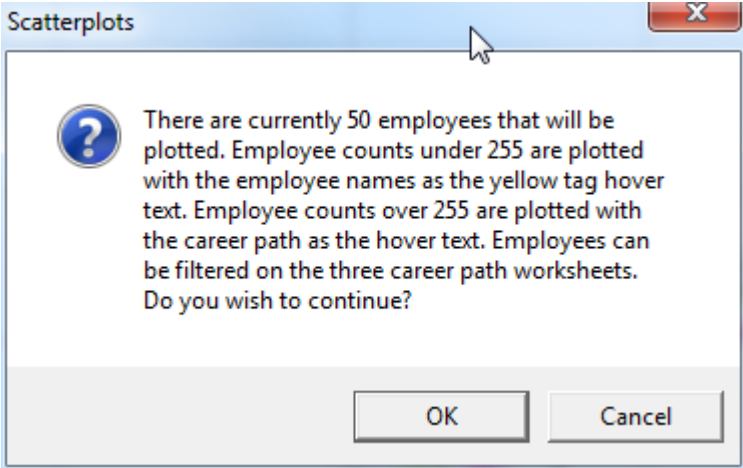 Scatterplots
There are currently 50 employees that will be
plotted. Employee counts under 255 are plotted
with the employee names as the yellow tag hover
text. Employee counts over 255 are plotted with
the career path as the hover text. Employees can
be filtered on the three career path worksheets.
Do you wish to continue?
OK
Cancel